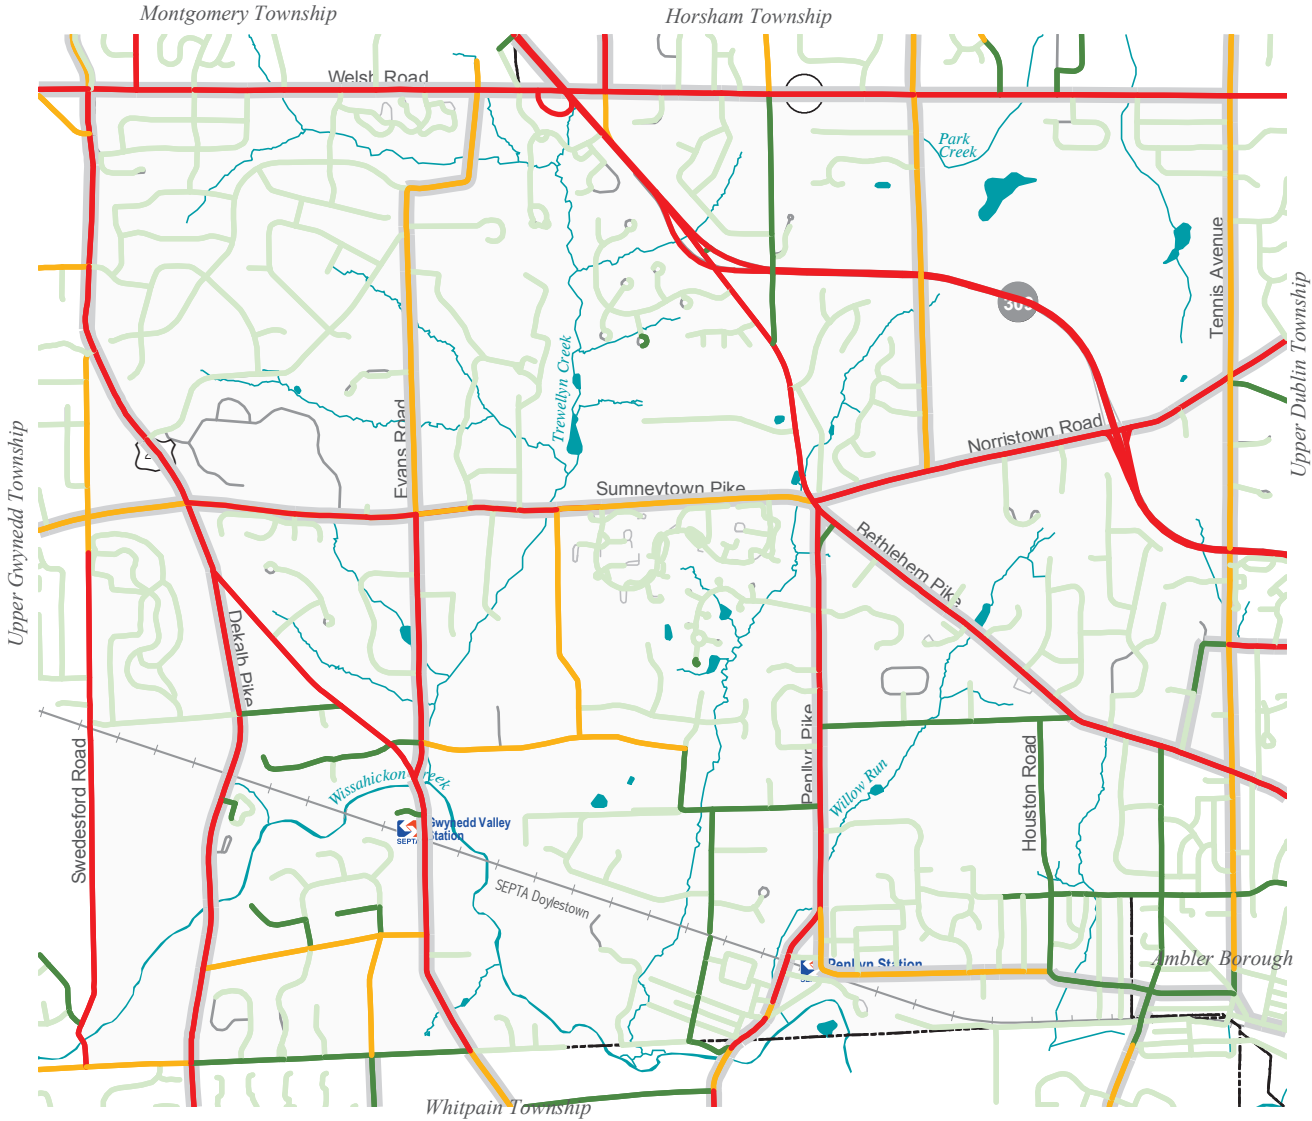 Montgomery Township
Horsham Township
Welsh Road
Park
Creek
Tennis Avenue
Upper Dublin Township
309
Trewellyn Creek
Evans Road
Norristown Road
Sumneytown Pike
Upper Gwynedd Township
Bethlehem Pike
Dekalb Pike
Swedesford Road
Penllyn Pike
Houston Road
Willow Run
Wissahickon Creek
Gwynedd Valley
Station
SEPTA
SEPTA Doylestown
Penllyn Station
Ambler Borough
Whitpain Township